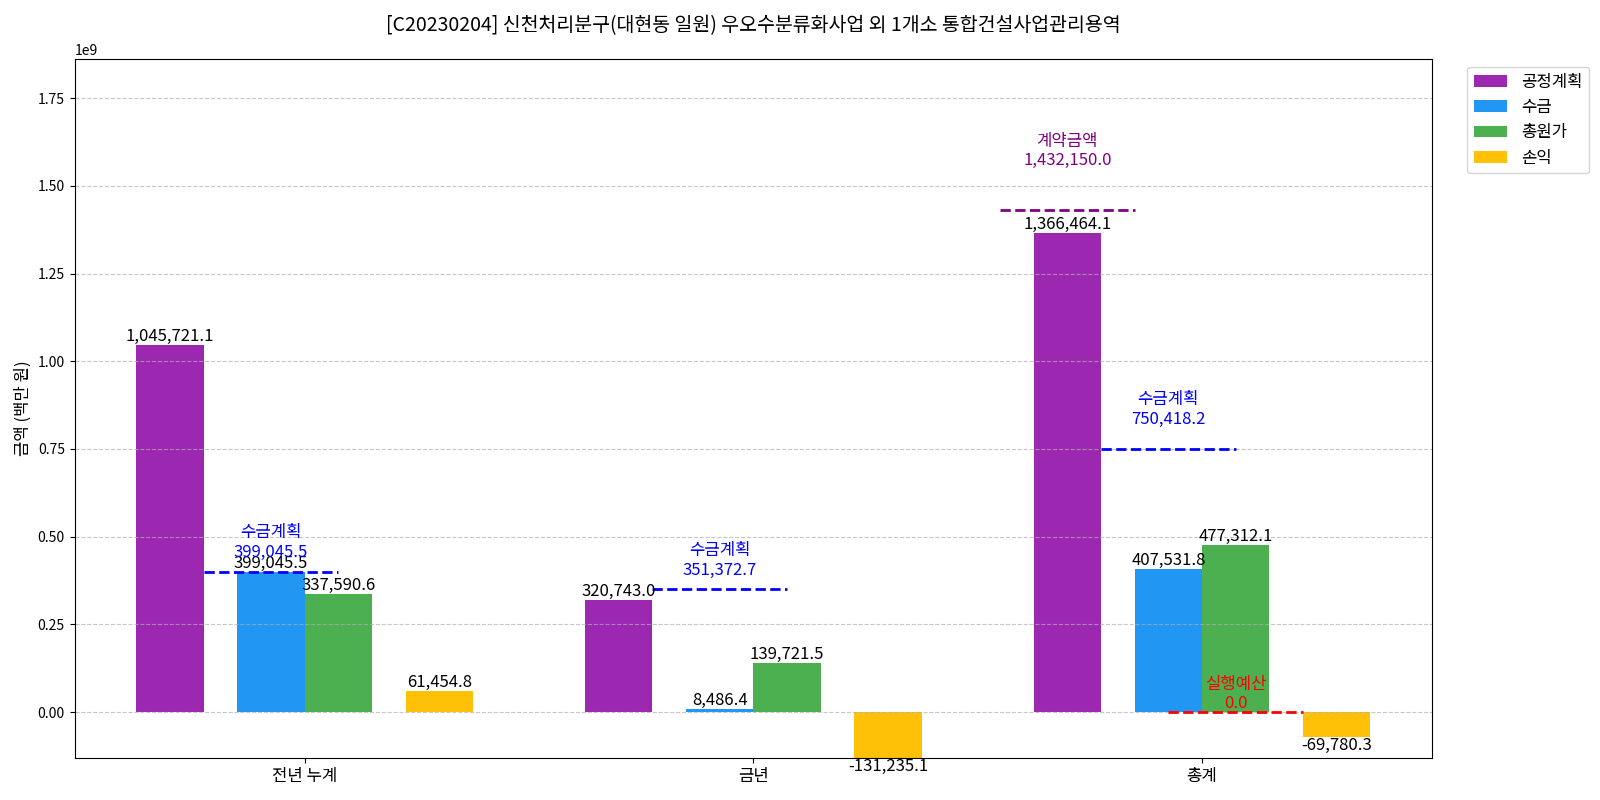 [C20230204] 신천처리분구(대현동 일원) 우오수분류화사업 외 1개소 통합건설사업관리용역
1e9
공정계획
수금
총원가
손익
1.75
1.50
1.25
1.00
0.75
0.50
0.25
0.00
금액 (백만 원)
계약금액
1,432,150.0
1,366,464.1
1,045,721.1
수금계획
750,418.2
수금계획
399,045.5
399,045.5
337,590.6
61,454.8
수금계획
351,372.7
320,743.0
8,486.4
139,721.5
-131,235.1
477,312.1
407,531.8
실행예산
0.0
-69,780.3
전년 누계
금년
총계